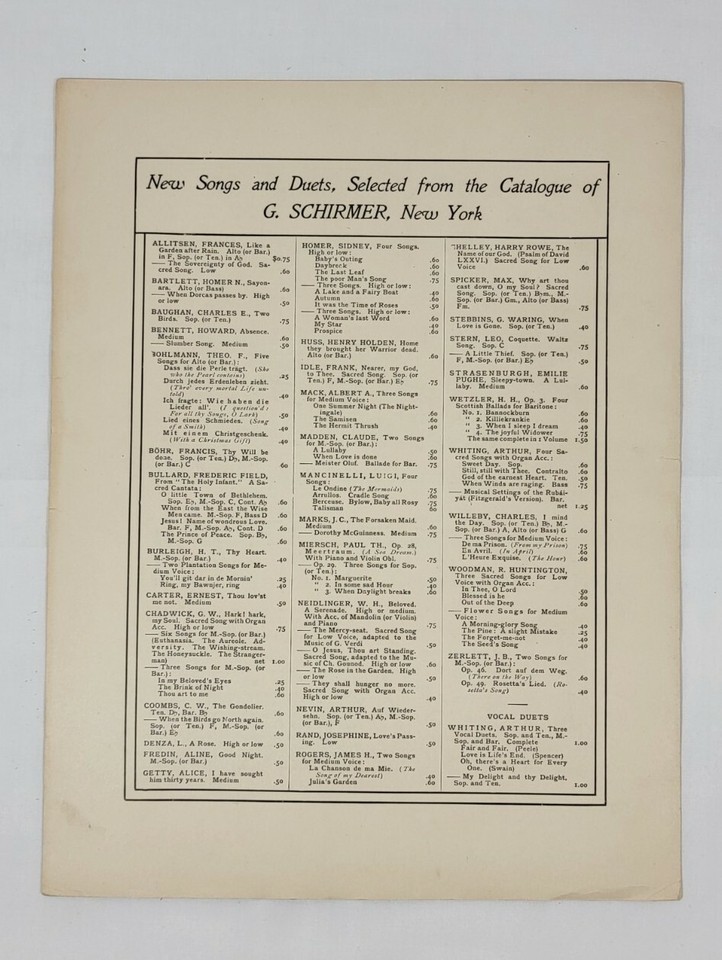 New Songs and Duets, Selected from the Catalogue of
G. SCHIRMER, New York
ALLITSEN, FRANCES, Like a
Garden after Rain. Alto (or Bar.)
in F, Sop. (or Ten.) in A♭ $0.75
— The Sovereignty of God. Sa-
cred Song. Low .60
BARTLETT, HOMER N., Sayon-
ara. Alto (or Bass) .60
— When Dorcas passes by. High
or low .50
BAUGHAN, CHARLES E., Two
Birds. Sop. (or Ten.) .75
BENNETT, HOWARD, Absence.
Medium .60
— Slumber Song. Medium .50
BOHLMANN, THEO. F., Five
Songs for Alto (or Bar.):
Dass sie die Perle trägt. (She
who the Pearl contains) .25
Durch jedes Erdenleben zieht.
(Thro' every mortal Life un-
told) .40
Ich fragte: Wie haben die
Lieder all'. (I question'd:
For all thy Songs, O Lark) .50
Lied eines Schmiedes. (Song
of a Smith) .40
Mit einem Christgeschenk.
(With a Christmas Gift) .40
BOHR, FRANCIS, Thy Will be
done. Sop. (or Ten.) D♭, M.-Sop.
(or Bar.) C .60
BULLARD, FREDERIC FIELD,
From "The Holy Infant." A Sa-
cred Cantata:
O little Town of Bethlehem.
Sop. E♭, M.-Sop. C, Cont. A♭ .60
When from the East the Wise
Men came. M.-Sop. F, Bass D .60
Jesus! Name of wondrous Love.
Bar. F, M.-Sop. A♭, Cont. D .60
The Prince of Peace. Sop. B♭,
M.-Sop. G .60
BURLEIGH, H. T., Thy Heart.
M.-Sop. (or Bar.) .40
— Two Plantation Songs for Me-
dium Voice:
You'll git dar in de Mornin' .25
Ring, my Bawnjer, ring .40
CARTER, ERNEST, Thou lov'st
me not. Medium .50
CHADWICK, G. W., Hark! hark,
my Soul. Sacred Song with Organ
Acc. High or low .75
— Six Songs for M.-Sop. (or Bar.)
(Euthanasia. The Aureole. Ad-
versity. The Wishing-stream.
The Honeysuckle. The Stranger-
man) net 1.00
— Three Songs for M.-Sop. (or
Bar.):
In my Beloved's Eyes .25
The Brink of Night .40
Thou art to me .60
COOMBS, C. W., The Gondolier.
Ten. D♭, Bar. B♭ .60
— When the Birds go North again.
Sop. (or Ten.) F, M.-Sop. (or
Bar.) E♭ .60
DENZA, L., A Rose. High or low .50
FREDIN, ALINE, Good Night.
M.-Sop. (or Bar.) .50
GETTY, ALICE, I have sought
him thirty years. Medium .50
HOMER, SIDNEY, Four Songs.
High or low:
Baby's Outing .60
Daybreck .60
The Last Leaf .60
The poor Man's Song .75
— Three Songs. High or low:
A Lake and a Fairy Boat .40
Autumn .60
It was the Time of Roses .50
— Three Songs. High or low:
A Woman's last Word .60
My Star .40
Prospice .60
HUSS, HENRY HOLDEN, Home
they brought her Warrior dead.
Alto (or Bar.) .60
IDLE, FRANK, Nearer, my God,
to Thee. Sacred Song. Sop. (or
Ten.) F, M.-Sop. (or Bar.) E♭ .75
MACK, ALBERT A., Three Songs
for Medium Voice:
One Summer Night (The Night-
ingale) .60
The Samisen .60
The Hermit Thrush .40
MADDEN, CLAUDE, Two Songs
for M.-Sop. (or Bar.):
A Lullaby .50
When Love is done .60
— Meister Oluf. Ballade for Bar. .75
MANCINELLI, LUIGI, Four
Songs:
Le Ondine (The Mermaids) .75
Arrullos. Cradle Song .60
Berceuse. Bylow, Baby all Rosy .75
Talisman .60
MARKS, J. C., The Forsaken Maid.
Medium .60
— Dorothy McGuinness. Medium .75
MIERSCH, PAUL TH., Op. 28,
Meertraum. (A Sea Dream.)
With Piano and Violin Obl. .75
— Op. 29. Three Songs for Sop.
(or Ten.):
No. 1. Marguerite .50
" 2. In some sad Hour .40
" 3. When Daylight breaks .60
NEIDLINGER, W. H., Beloved.
A Serenade. High or medium.
With Acc. of Mandolin (or Violin)
and Piano .75
— The Mercy-seat. Sacred Song
for Low Voice, adapted to the
Music of G. Verdi .50
— O Jesus, Thou art Standing.
Sacred Song, adapted to the Mu-
sic of Ch. Gounod. High or low .60
— The Rose in the Garden. High
or low .50
— They shall hunger no more.
Sacred Song with Organ Acc.
High or low .40
NEVIN, ARTHUR, Auf Wieder-
sehn. Sop. (or Ten.) A♭, M.-Sop.
(or Bar.), F .50
RAND, JOSEPHINE, Love's Pass-
ing. Low .50
ROGERS, JAMES H., Two Songs
for Medium Voice:
La Chanson de ma Mie. (The
Song of my Dearest) .40
Julia's Garden .60
SHELLEY, HARRY ROWE, The
Name of our God. (Psalm of David
LXXVI.) Sacred Song for Low
Voice .60
SPICKER, MAX, Why art thou
cast down, O my Soul? Sacred
Song. Sop. (or Ten.) B♭m., M.-
Sop. (or Bar.) Gm., Alto (or Bass)
Fm. .75
STEBBINS, G. WARING, When
Love is Gone. Sop. (or Ten.) .40
STERN, LEO, Coquette. Waltz
Song. Sop. C .75
— A Little Thief. Sop. (or Ten.)
F, M.-Sop. (or Bar.) E♭ .50
STRASENBURGH, EMILIE
PUGHE, Sleepy-town. A Lul-
laby. Medium .60
WETZLER, H. H., Op. 3. Four
Scottish Ballads for Baritone:
No. 1. Bannockburn .60
" 2. Killiekrankie .60
" 3. When I sleep I dream .40
" 4. The joyful Widower .75
The same complete in 1 Volume 1.50
WHITING, ARTHUR, Four Sa-
cred Songs with Organ Acc.:
Sweet Day. Sop. .60
Still, still with Thee. Contralto .60
God of the earnest Heart. Ten. .50
When Winds are raging. Bass .75
— Musical Settings of the Rubái-
yát (Fitzgerald's Version). Bar.
net 1.25
WILLEBY, CHARLES, I mind
the Day. Sop. (or Ten.) B♭, M.-
Sop. (or Bar.) A, Alto (or Bass) G .60
— Three Songs for Medium Voice:
De ma Prison. (From my Prison) .75
En Avril. (In April) .60
L'Heure Exquise. (The Hour) .60
WOODMAN, R. HUNTINGTON,
Three Sacred Songs for Low
Voice with Organ Acc.:
In Thee, O Lord .50
Blessed is he .60
Out of the Deep .60
— Flower Songs for Medium
Voice:
A Morning-glory Song .40
The Pipe: A slight Mistake .25
The Forget-me-not .40
The Seed's Song .40
ZERLETT, J. B., Two Songs for
M.-Sop. (or Bar.):
Op. 46. Dort auf dem Weg.
(There on the Way) .60
Op. 49. Rosetta's Lied. (Ro-
setta's Song) .40
VOCAL DUETS
WHITING, ARTHUR, Three
Vocal Duets. Sop. and Ten., M.-
Sop. and Bar. Complete 1.00
Fair and Fair. (Peele)
Love is Life's End. (Spencer)
Oh, there's a Heart for Every
One. (Swain)
— My Delight and thy Delight.
Sop. and Ten. 1.00